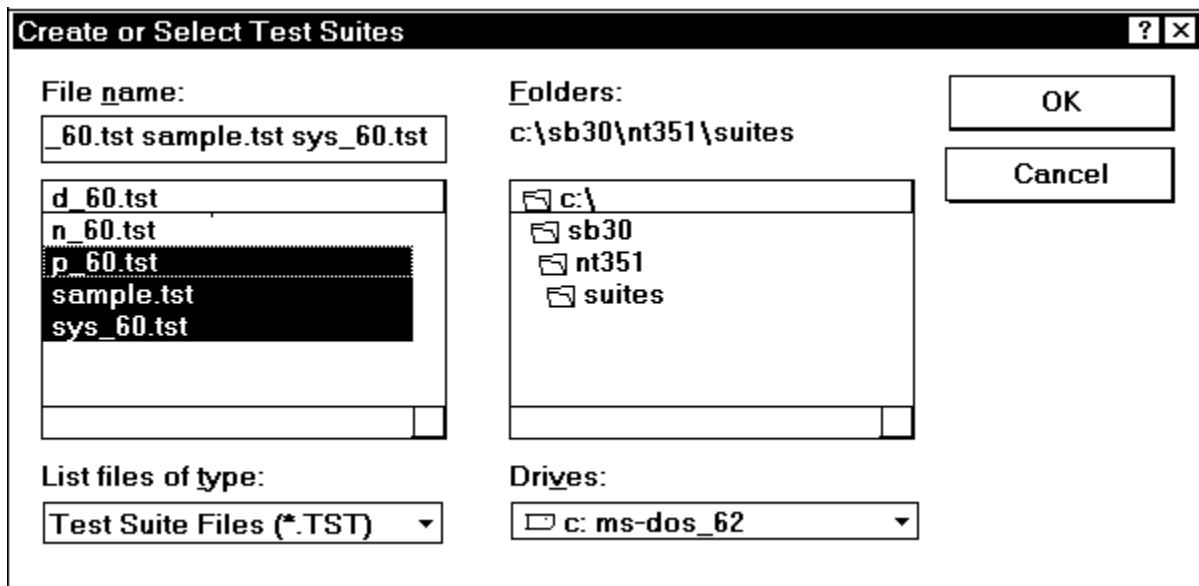 Create or Select Test Suites
File name:
_60.tst sample.tst sys_60.tst
d_60.tst
n_60.tst
p_60.tst
sample.tst
sys_60.tst
List files of type:
Test Suite Files (*.TST)
Folders:
c:\sb30\nt351\suites
c:\
sb30
nt351
suites
Drives:
c: ms-dos_62
OK
Cancel